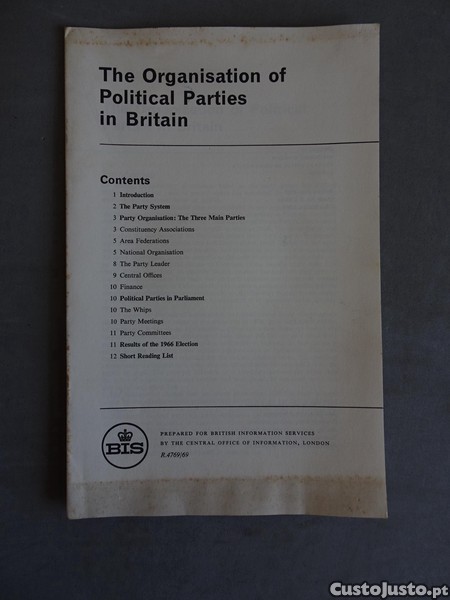 The Organisation of
Political Parties
in Britain
Contents
1 Introduction
2 The Party System
3 Party Organisation: The Three Main Parties
3 Constituency Associations
5 Area Federations
5 National Organisation
8 The Party Leader
9 Central Offices
10 Finance
10 Political Parties in Parliament
10 The Whips
10 Party Meetings
11 Party Committees
11 Results of the 1966 Election
12 Short Reading List
BIS
PREPARED FOR BRITISH INFORMATION SERVICES
BY THE CENTRAL OFFICE OF INFORMATION, LONDON
R.4769/69
CustoJusto.pt